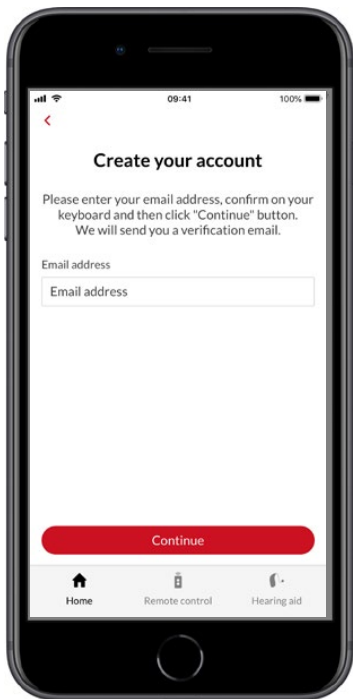 09:41
100%
Create your account
Please enter your email address, confirm on your
keyboard and then click "Continue" button.
We will send you a verification email.
Email address
Email address
Continue
Home Remote control Hearing aid